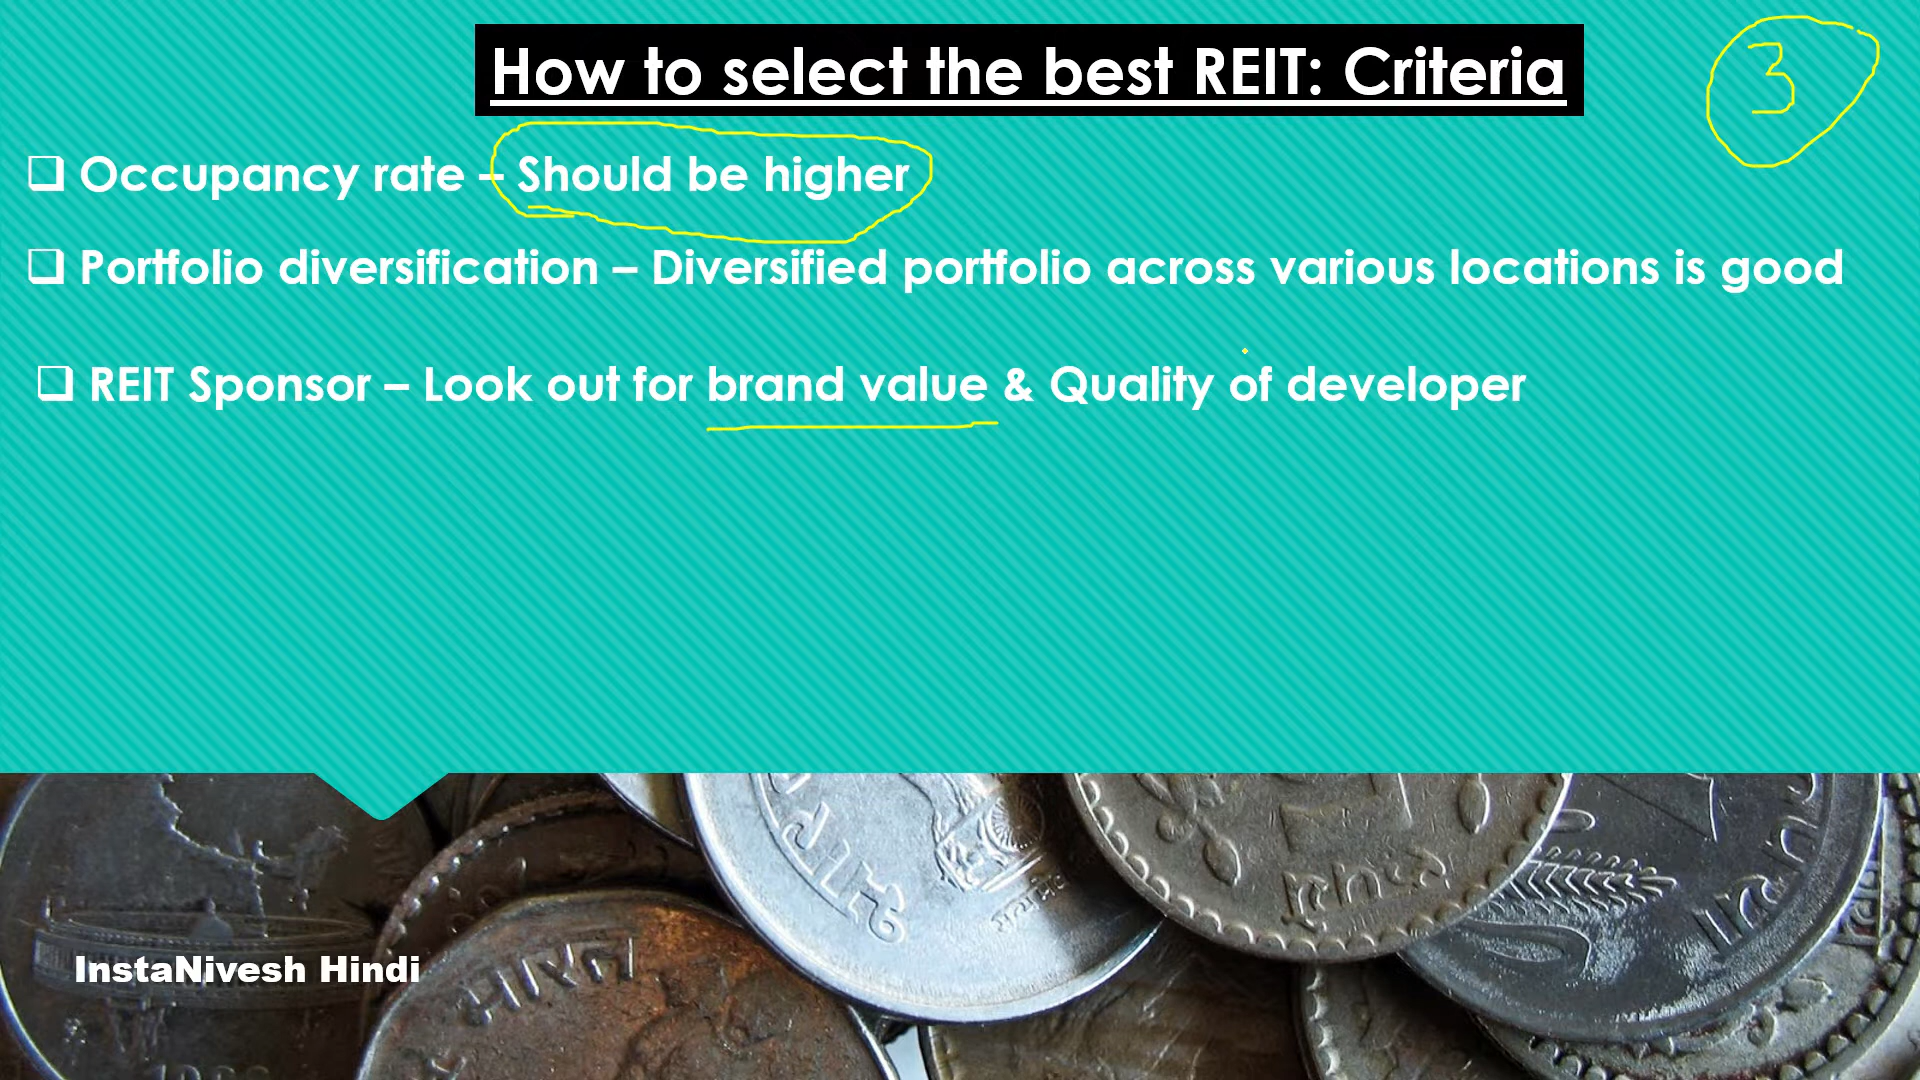 How to select the best REIT: Criteria
3
❑ Occupancy rate – Should be higher
❑ Portfolio diversification – Diversified portfolio across various locations is good
❑ REIT Sponsor – Look out for brand value & Quality of developer
InstaNivesh Hindi